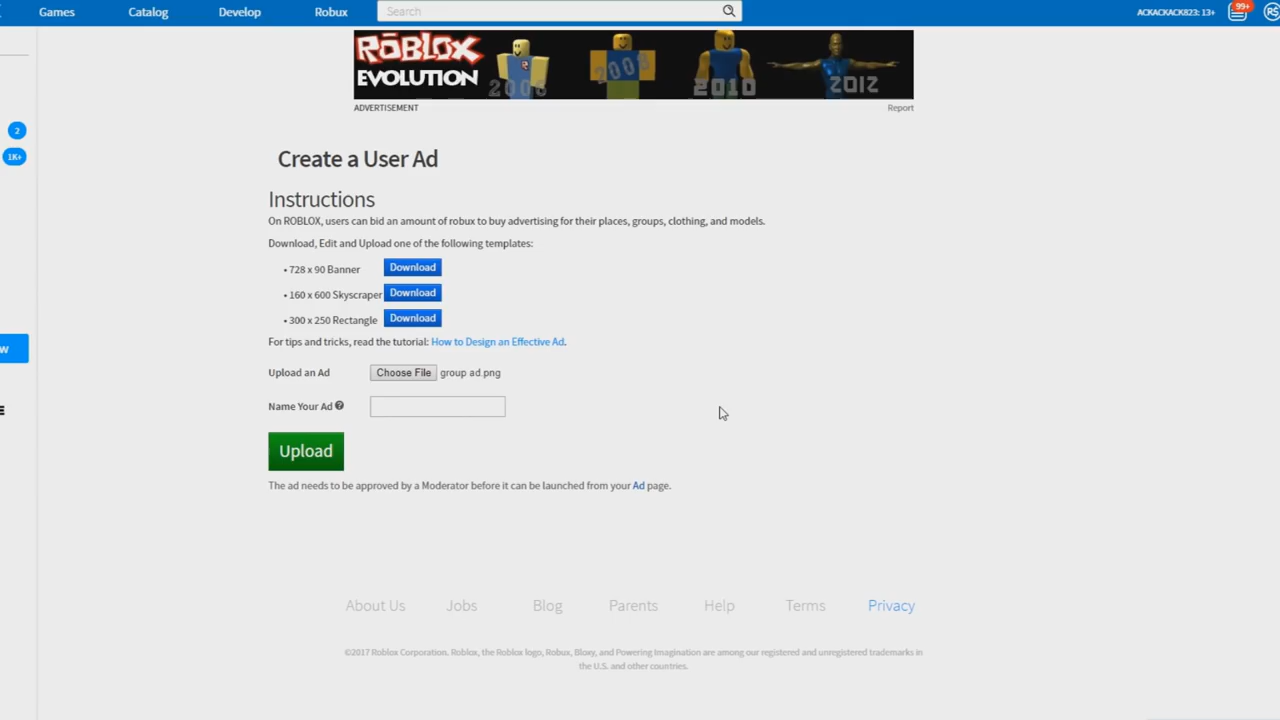 Games Catalog Develop Robux Search ACKACKACK823: 13+ 99+ R$
ROBLOX
EVOLUTION
2006 2008 2010 2012
ADVERTISEMENT Report
2
1K+
Create a User Ad
Instructions
On ROBLOX, users can bid an amount of robux to buy advertising for their places, groups, clothing, and models.
Download, Edit and Upload one of the following templates:
• 728 x 90 Banner Download
• 160 x 600 Skyscraper Download
• 300 x 250 Rectangle Download
For tips and tricks, read the tutorial: How to Design an Effective Ad.
Upload an Ad Choose File group ad.png
Name Your Ad ?
Upload
The ad needs to be approved by a Moderator before it can be launched from your Ad page.
About Us Jobs Blog Parents Help Terms Privacy
©2017 Roblox Corporation. Roblox, the Roblox logo, Robux, Bloxy, and Powering Imagination are among our registered and unregistered trademarks in
the U.S. and other countries.